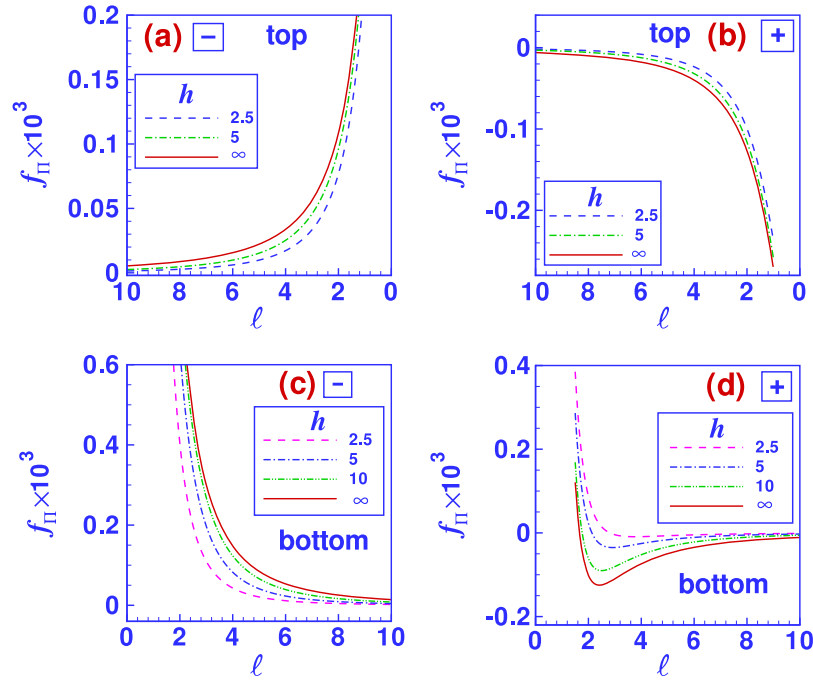 (a) − top
0.2
0.15
0.1
0.05
0
h
2.5
5
∞
f_Π×10³
10 8 6 4 2 0
ℓ
top (b) +
0
-0.1
-0.2
h
2.5
5
∞
f_Π×10³
10 8 6 4 2 0
ℓ
(c) −
0.6
0.4
0.2
0
h
2.5
5
10
∞
bottom
f_Π×10³
0 2 4 6 8 10
ℓ
(d) +
0.4
0.2
0
-0.2
h
2.5
5
10
∞
bottom
f_Π×10³
0 2 4 6 8 10
ℓ